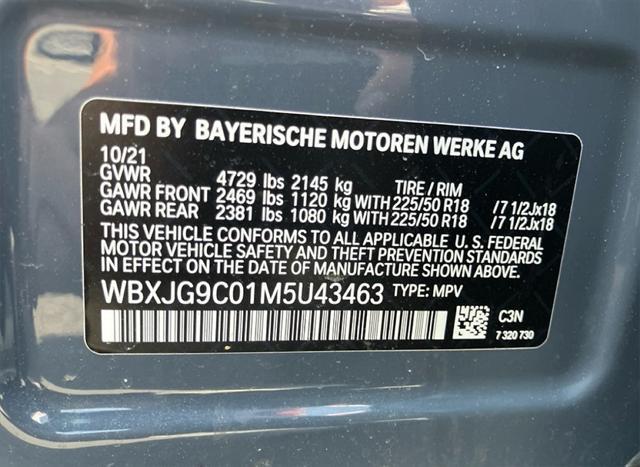 MFD BY BAYERISCHE MOTOREN WERKE AG
10/21
GVWR 4729 lbs 2145 kg TIRE / RIM
GAWR FRONT 2469 lbs 1120 kg WITH 225/50 R18 /7 1/2Jx18
GAWR REAR 2381 lbs 1080 kg WITH 225/50 R18 /7 1/2Jx18
THIS VEHICLE CONFORMS TO ALL APPLICABLE U. S. FEDERAL
MOTOR VEHICLE SAFETY AND THEFT PREVENTION STANDARDS
IN EFFECT ON THE DATE OF MANUFACTURE SHOWN ABOVE.
WBXJG9C01M5U43463 TYPE: MPV
C3N
7 320 730